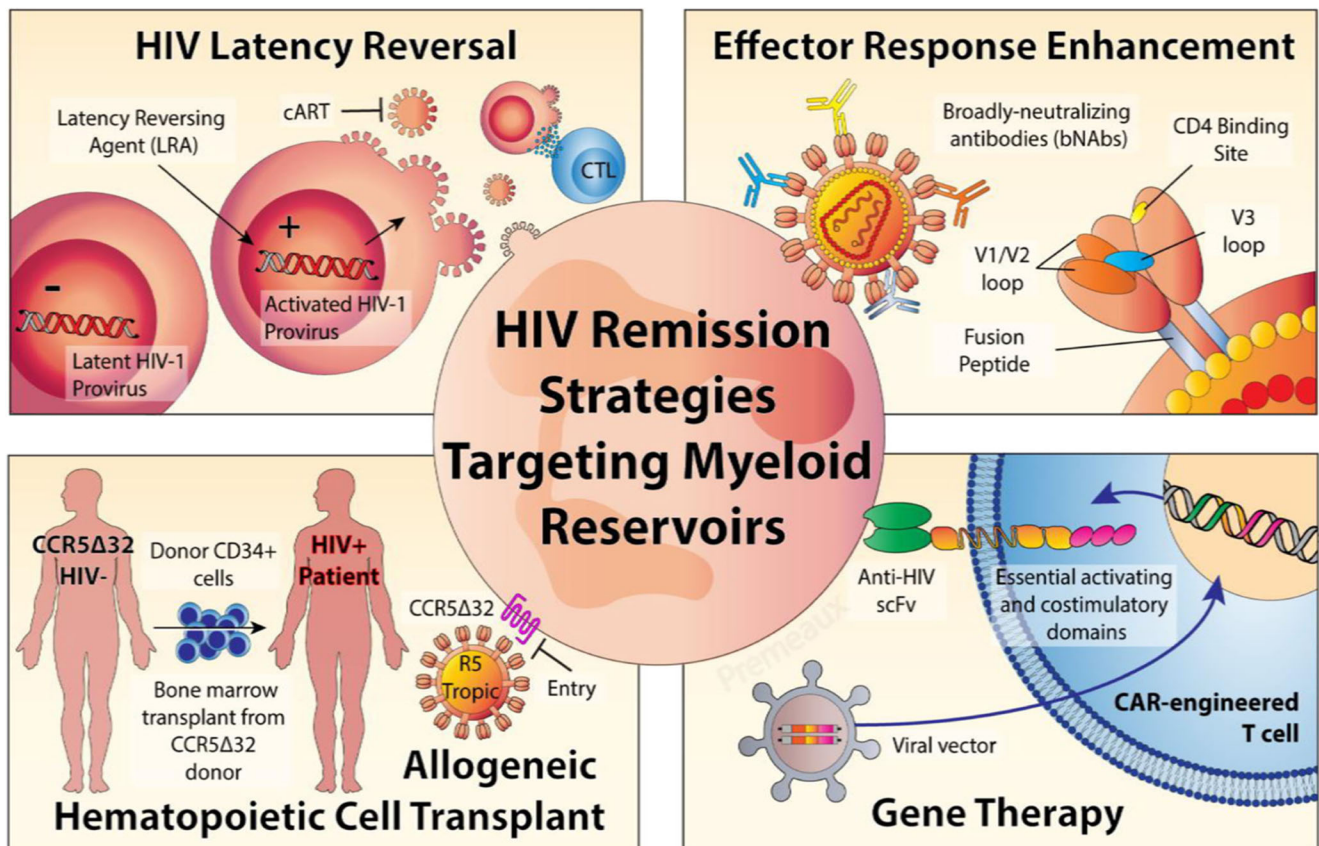 HIV Latency Reversal
cART
Latency Reversing
Agent (LRA)
CTL
+
-
Activated HIV-1
Provirus
Latent HIV-1
Provirus
Effector Response Enhancement
Broadly-neutralizing
antibodies (bNAbs)
CD4 Binding
Site
V3
loop
V1/V2
loop
Fusion
Peptide
HIV Remission
Strategies
Targeting Myeloid
Reservoirs
CCR5Δ32
HIV-
Donor CD34+
cells
HIV+
Patient
Bone marrow
transplant from
CCR5Δ32
donor
CCR5Δ32
R5
Tropic
Entry
Allogeneic
Hematopoietic Cell Transplant
Anti-HIV
scFv
Essential activating
and costimulatory
domains
Premeaux
Viral vector
CAR-engineered
T cell
Gene Therapy